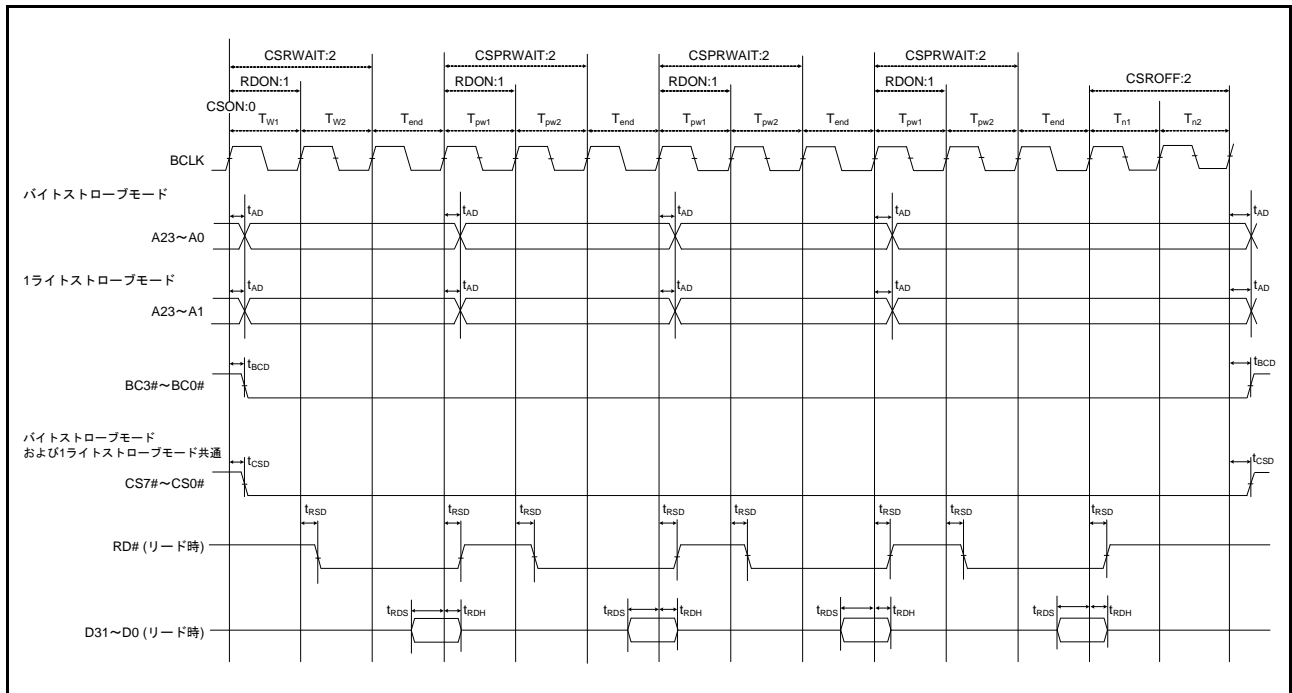 CSRWAIT:2 CSPRWAIT:2 CSPRWAIT:2 CSPRWAIT:2
RDON:1 RDON:1 RDON:1 RDON:1 CSROFF:2
CSON:0
TW1 TW2 Tend Tpw1 Tpw2 Tend Tpw1 Tpw2 Tend Tpw1 Tpw2 Tend Tn1 Tn2
BCLK
バイトストローブモード
tAD tAD tAD tAD tAD
A23～A0
1ライトストローブモード
tAD tAD tAD tAD tAD
A23～A1
tBCD tBCD
BC3#～BC0#
バイトストローブモード
および1ライトストローブモード共通
tCSD tCSD
CS7#～CS0#
tRSD tRSD tRSD tRSD tRSD tRSD tRSD tRSD
RD# (リード時)
tRDS tRDH tRDS tRDH tRDS tRDH tRDS tRDH
D31～D0 (リード時)